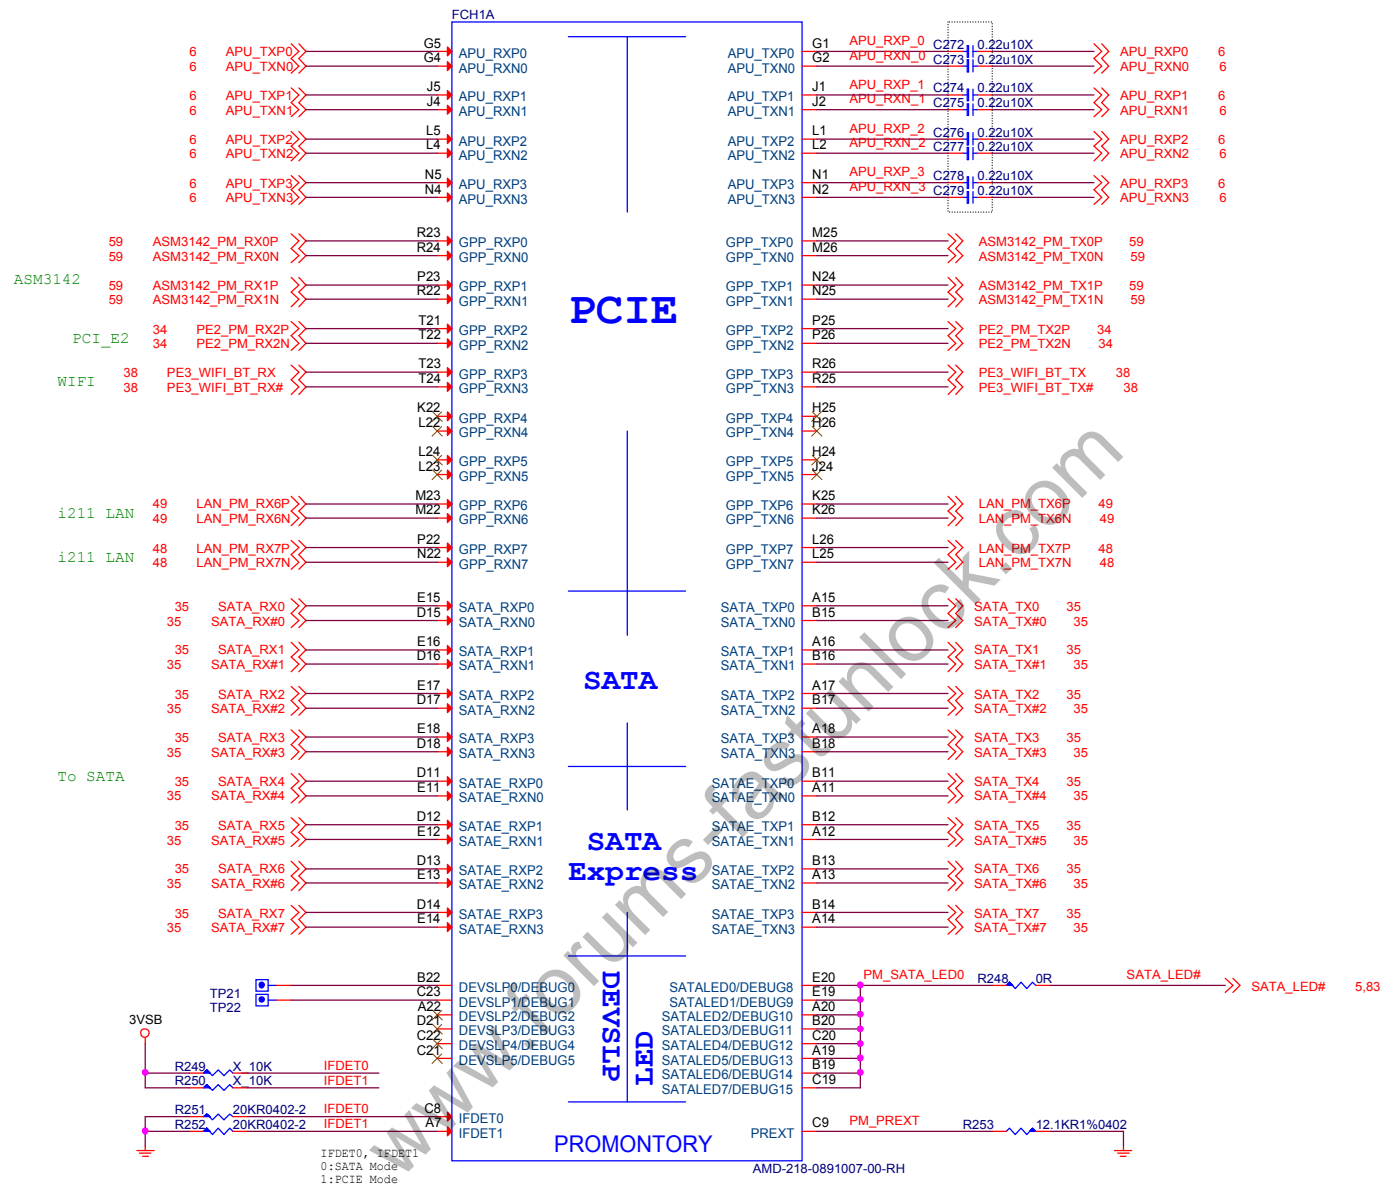 FCH1A
6 APU_TXP0 G5 APU_RXP0 APU_TXP0 G1 APU_RXP_0 C272 0.22u10X APU_RXP0 6
6 APU_TXN0 G4 APU_RXN0 APU_TXN0 G2 APU_RXN_0 C273 0.22u10X APU_RXN0 6
6 APU_TXP1 J5 APU_RXP1 APU_TXP1 J1 APU_RXP_1 C274 0.22u10X APU_RXP1 6
6 APU_TXN1 J4 APU_RXN1 APU_TXN1 J2 APU_RXN_1 C275 0.22u10X APU_RXN1 6
6 APU_TXP2 L5 APU_RXP2 APU_TXP2 L1 APU_RXP_2 C276 0.22u10X APU_RXP2 6
6 APU_TXN2 L4 APU_RXN2 APU_TXN2 L2 APU_RXN_2 C277 0.22u10X APU_RXN2 6
6 APU_TXP3 N5 APU_RXP3 APU_TXP3 N1 APU_RXP_3 C278 0.22u10X APU_RXP3 6
6 APU_TXN3 N4 APU_RXN3 APU_TXN3 N2 APU_RXN_3 C279 0.22u10X APU_RXN3 6
59 ASM3142_PM_RX0P R23 GPP_RXP0 GPP_TXP0 M25 ASM3142_PM_TX0P 59
59 ASM3142_PM_RX0N R24 GPP_RXN0 GPP_TXN0 M26 ASM3142_PM_TX0N 59
ASM3142
59 ASM3142_PM_RX1P P23 GPP_RXP1 GPP_TXP1 N24 ASM3142_PM_TX1P 59
59 ASM3142_PM_RX1N R22 GPP_RXN1 GPP_TXN1 N25 ASM3142_PM_TX1N 59
PCIE
34 PE2_PM_RX2P T21 GPP_RXP2 GPP_TXP2 P25 PE2_PM_TX2P 34
PCI_E2
34 PE2_PM_RX2N T22 GPP_RXN2 GPP_TXN2 P26 PE2_PM_TX2N 34
38 PE3_WIFI_BT_RX T23 GPP_RXP3 GPP_TXP3 R26 PE3_WIFI_BT_TX 38
WIFI
38 PE3_WIFI_BT_RX# T24 GPP_RXN3 GPP_TXN3 R25 PE3_WIFI_BT_TX# 38
K22 GPP_RXP4 GPP_TXP4 H25
L22 GPP_RXN4 GPP_TXN4 H26
L24 GPP_RXP5 GPP_TXP5 H24
L23 GPP_RXN5 GPP_TXN5 J24
49 LAN_PM_RX6P M23 GPP_RXP6 GPP_TXP6 K25 LAN_PM_TX6P 49
i211 LAN
49 LAN_PM_RX6N M22 GPP_RXN6 GPP_TXN6 K26 LAN_PM_TX6N 49
48 LAN_PM_RX7P P22 GPP_RXP7 GPP_TXP7 L26 LAN_PM_TX7P 48
i211 LAN
48 LAN_PM_RX7N N22 GPP_RXN7 GPP_TXN7 L25 LAN_PM_TX7N 48
35 SATA_RX0 E15 SATA_RXP0 SATA_TXP0 A15 SATA_TX0 35
35 SATA_RX#0 D15 SATA_RXN0 SATA_TXN0 B15 SATA_TX#0 35
35 SATA_RX1 E16 SATA_RXP1 SATA_TXP1 A16 SATA_TX1 35
35 SATA_RX#1 D16 SATA_RXN1 SATA_TXN1 B16 SATA_TX#1 35
SATA
35 SATA_RX2 E17 SATA_RXP2 SATA_TXP2 A17 SATA_TX2 35
35 SATA_RX#2 D17 SATA_RXN2 SATA_TXN2 B17 SATA_TX#2 35
35 SATA_RX3 E18 SATA_RXP3 SATA_TXP3 A18 SATA_TX3 35
35 SATA_RX#3 D18 SATA_RXN3 SATA_TXN3 B18 SATA_TX#3 35
To SATA
35 SATA_RX4 D11 SATAE_RXP0 SATAE_TXP0 B11 SATA_TX4 35
35 SATA_RX#4 E11 SATAE_RXN0 SATAE_TXN0 A11 SATA_TX#4 35
35 SATA_RX5 D12 SATAE_RXP1 SATAE_TXP1 B12 SATA_TX5 35
35 SATA_RX#5 E12 SATAE_RXN1 SATAE_TXN1 A12 SATA_TX#5 35
SATA
Express
35 SATA_RX6 D13 SATAE_RXP2 SATAE_TXP2 B13 SATA_TX6 35
35 SATA_RX#6 E13 SATAE_RXN2 SATAE_TXN2 A13 SATA_TX#6 35
35 SATA_RX7 D14 SATAE_RXP3 SATAE_TXP3 B14 SATA_TX7 35
35 SATA_RX#7 E14 SATAE_RXN3 SATAE_TXN3 A14 SATA_TX#7 35
TP21 B22 DEVSLP0/DEBUG0 SATALED0/DEBUG8 E20 PM_SATA_LED0 R248 0R SATA_LED# SATA_LED# 5,83
TP22 C23 DEVSLP1/DEBUG1 SATALED1/DEBUG9 E19
A22 DEVSLP2/DEBUG2 SATALED2/DEBUG10 A20
D21 DEVSLP3/DEBUG3 SATALED3/DEBUG11 B20
C22 DEVSLP4/DEBUG4 SATALED4/DEBUG12 C20
C21 DEVSLP5/DEBUG5 SATALED5/DEBUG13 A19
SATALED6/DEBUG14 B19
SATALED7/DEBUG15 C19
DEVSLP
LED
3VSB
R249 X_10K IFDET0
R250 X_10K IFDET1
R251 20KR0402-2 IFDET0 C8 IFDET0
R252 20KR0402-2 IFDET1 A7 IFDET1 PREXT C9 PM_PREXT R253 12.1KR1%0402
PROMONTORY
IFDET0, IFDET1
0:SATA Mode
1:PCIE Mode
AMD-218-0891007-00-RH
www.forums-fastunlock.com